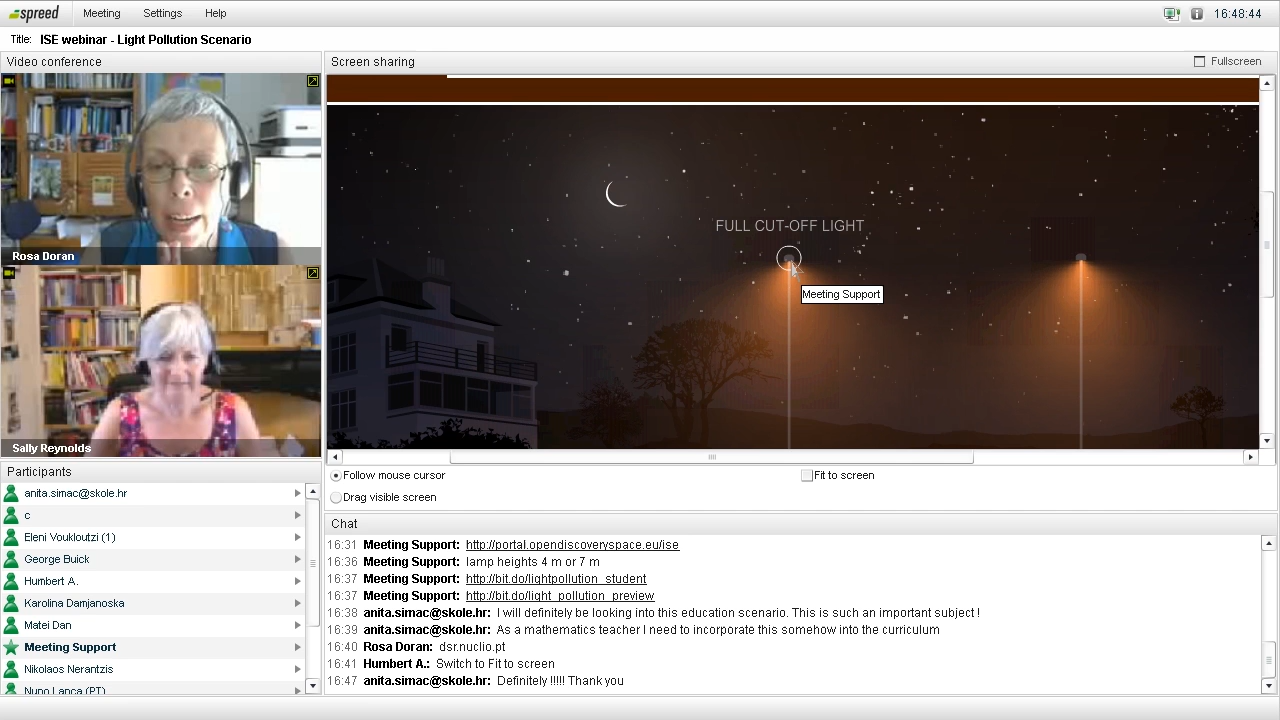 spreed Meeting Settings Help 16:48:44
Title: ISE webinar - Light Pollution Scenario
Video conference
Screen sharing
Fullscreen
Rosa Doran
Sally Reynolds
FULL CUT-OFF LIGHT
Meeting Support
Follow mouse cursor
Fit to screen
Drag visible screen
Participants
anita.simac@skole.hr
c
Eleni Voukloutzi (1)
George Buick
Humbert A.
Karolina Damjanoska
Matei Dan
Meeting Support
Nikolaos Nerantzis
Nuno Lança (PT)
Chat
16:31 Meeting Support: http://portal.opendiscoveryspace.eu/ise
16:36 Meeting Support: lamp heights 4 m or 7 m
16:37 Meeting Support: http://bit.do/lightpollution_student
16:37 Meeting Support: http://bit.do/light_pollution_preview
16:38 anita.simac@skole.hr: I will definitely be looking into this education scenario. This is such an important subject !
16:39 anita.simac@skole.hr: As a mathematics teacher I need to incorporate this somehow into the curriculum
16:40 Rosa Doran: dsr.nuclio.pt
16:41 Humbert A.: Switch to Fit to screen
16:47 anita.simac@skole.hr: Definitely !!!!! Thank you